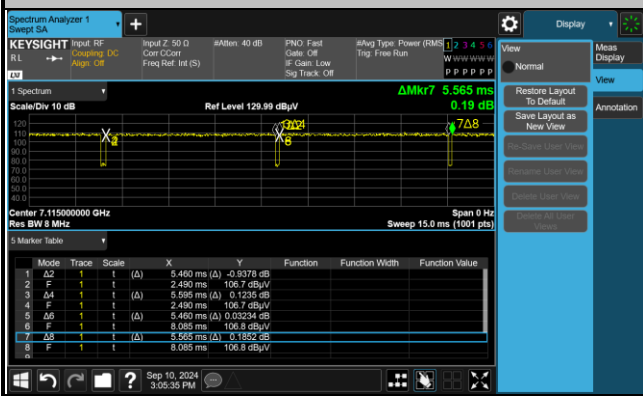 Spectrum Analyzer 1
Swept SA
Display
KEYSIGHT Input: RF Input Z: 50 Ω #Atten: 40 dB PNO: Fast #Avg Type: Power (RMS 1 2 3 4 5 6
R L Coupling: DC Corr CCorr Gate: Off Trig: Free Run W W W W W W
Align: Off Freq Ref: Int (S) IF Gain: Low
Sig Track: Off P P P P P P
LXI
View
Normal
Meas
Display
View
Annotation
Restore Layout
To Default
Save Layout as
New View
Re-Save User View
Rename User View
Delete User View
Delete All User
Views
1 Spectrum
ΔMkr7 5.565 ms
Scale/Div 10 dB Ref Level 129.99 dBµV 0.19 dB
120
110
100
90.0
80.0
70.0
60.0
50.0
40.0
7Δ8
Center 7.115000000 GHz Span 0 Hz
Res BW 8 MHz Sweep 15.0 ms (1001 pts)
5 Marker Table
Mode Trace Scale X Y Function Function Width Function Value
1 Δ2 1 t (Δ) 5.460 ms (Δ) -0.9378 dB
2 F 1 t 2.490 ms 106.7 dBµV
3 Δ4 1 t (Δ) 5.595 ms (Δ) 0.1235 dB
4 F 1 t 2.490 ms 106.7 dBµV
5 Δ6 1 t (Δ) 5.460 ms (Δ) 0.03234 dB
6 F 1 t 8.085 ms 106.8 dBµV
7 Δ8 1 t (Δ) 5.565 ms (Δ) 0.1852 dB
8 F 1 t 8.085 ms 106.8 dBµV
9
?
Sep 10, 2024
3:05:35 PM